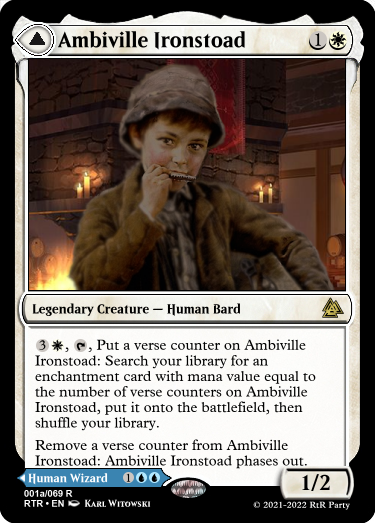 Ambiville Ironstoad 1
Legendary Creature — Human Bard
3, , Put a verse counter on Ambiville
Ironstoad: Search your library for an
enchantment card with mana value equal to
the number of verse counters on Ambiville
Ironstoad, put it onto the battlefield, then
shuffle your library.
Remove a verse counter from Ambiville
Ironstoad: Ambiville Ironstoad phases out.
Human Wizard 1
1/2
001a/069 R
RTR • EN Karl Witowski
© 2021-2022 RtR Party